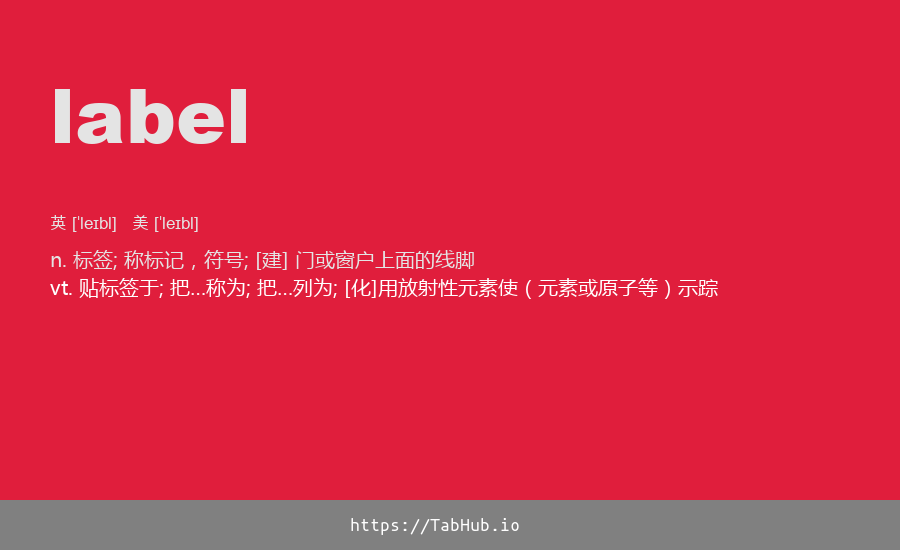 label
英 [ˈleɪbl] 美 [ˈleɪbl]
n. 标签; 称标记，符号; [建] 门或窗户上面的线脚
vt. 贴标签于; 把...称为; 把...列为; [化]用放射性元素使（元素或原子等）示踪
https://TabHub.io